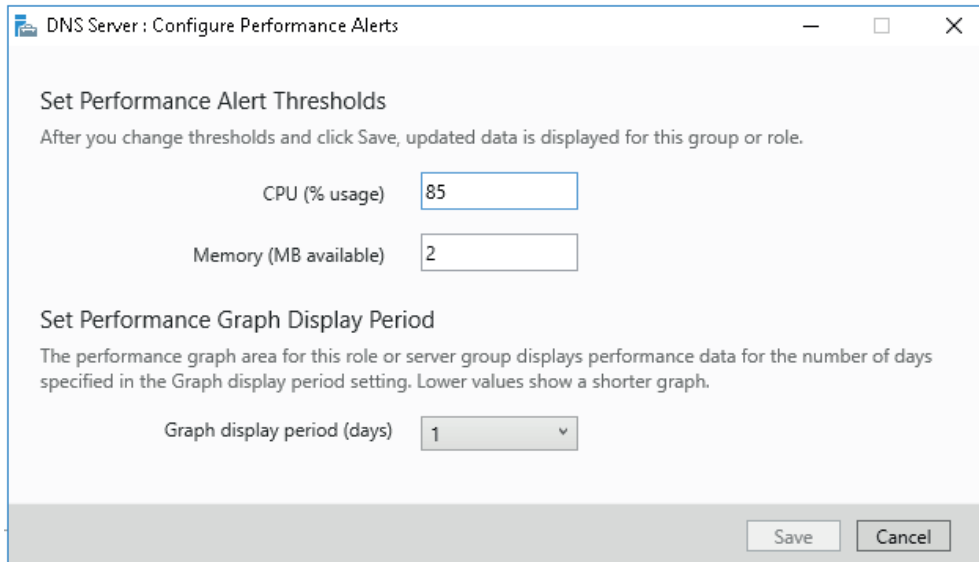 DNS Server : Configure Performance Alerts
Set Performance Alert Thresholds
After you change thresholds and click Save, updated data is displayed for this group or role.
CPU (% usage) 85
Memory (MB available) 2
Set Performance Graph Display Period
The performance graph area for this role or server group displays performance data for the number of days
specified in the Graph display period setting. Lower values show a shorter graph.
Graph display period (days) 1
Save Cancel